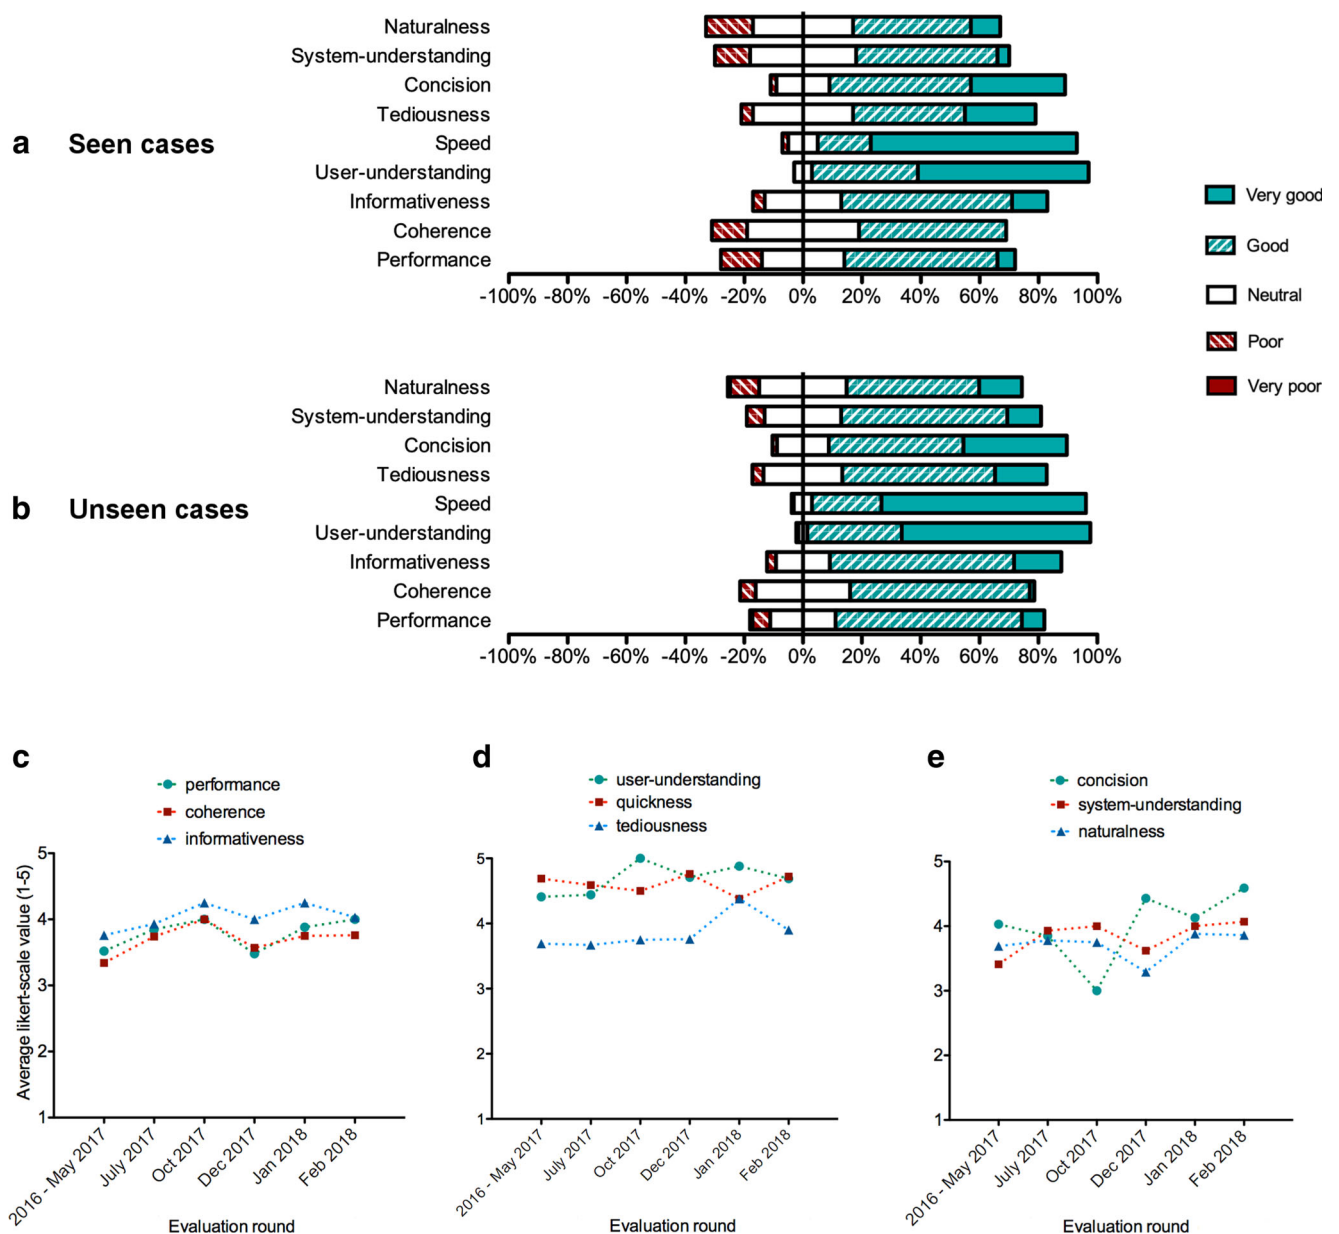 a Seen cases
Naturalness
System-understanding
Concision
Tediousness
Speed
User-understanding
Informativeness
Coherence
Performance
-100% -80% -60% -40% -20% 0% 20% 40% 60% 80% 100%
Very good
Good
Neutral
Poor
Very poor
b Unseen cases
Naturalness
System-understanding
Concision
Tediousness
Speed
User-understanding
Informativeness
Coherence
Performance
-100% -80% -60% -40% -20% 0% 20% 40% 60% 80% 100%
c
performance
coherence
informativeness
Average likert-scale value (1-5)
5
4
3
2
1
2016 - May 2017
July 2017
Oct 2017
Dec 2017
Jan 2018
Feb 2018
Evaluation round
d
user-understanding
quickness
tediousness
5
4
3
2
1
2016 - May 2017
July 2017
Oct 2017
Dec 2017
Jan 2018
Feb 2018
Evaluation round
e
concision
system-understanding
naturalness
5
4
3
2
1
2016 - May 2017
July 2017
Oct 2017
Dec 2017
Jan 2018
Feb 2018
Evaluation round